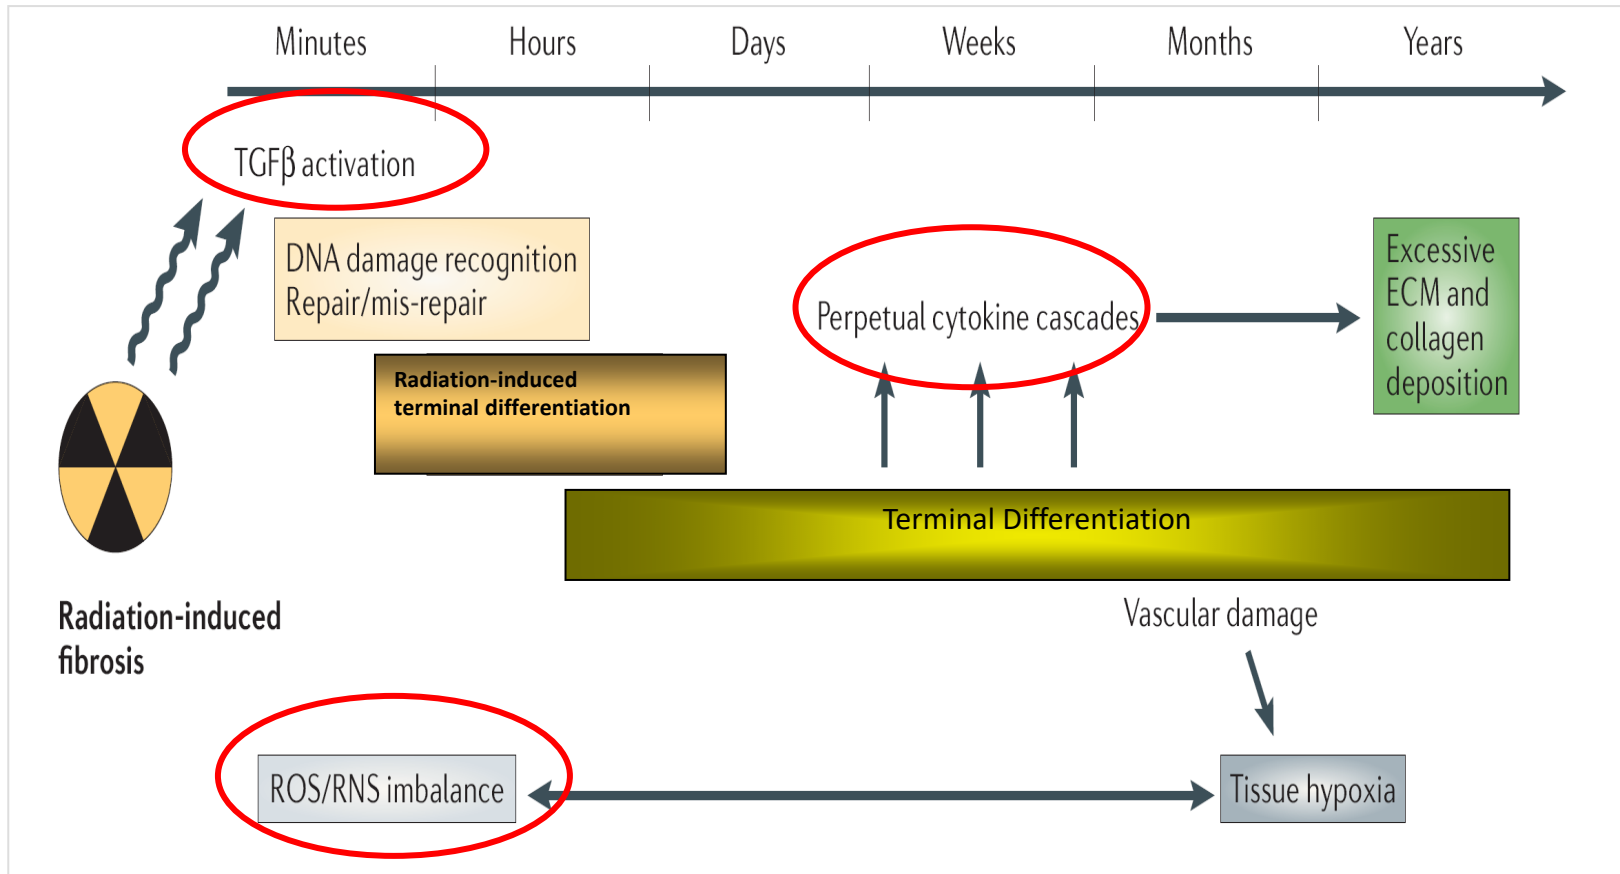 Minutes
Hours
Days
Weeks
Months
Years
TGFβ activation
DNA damage recognition
Repair/mis-repair
Radiation-induced
terminal differentiation
Perpetual cytokine cascades
Excessive
ECM and
collagen
deposition
Terminal Differentiation
Radiation-induced
fibrosis
Vascular damage
ROS/RNS imbalance
Tissue hypoxia